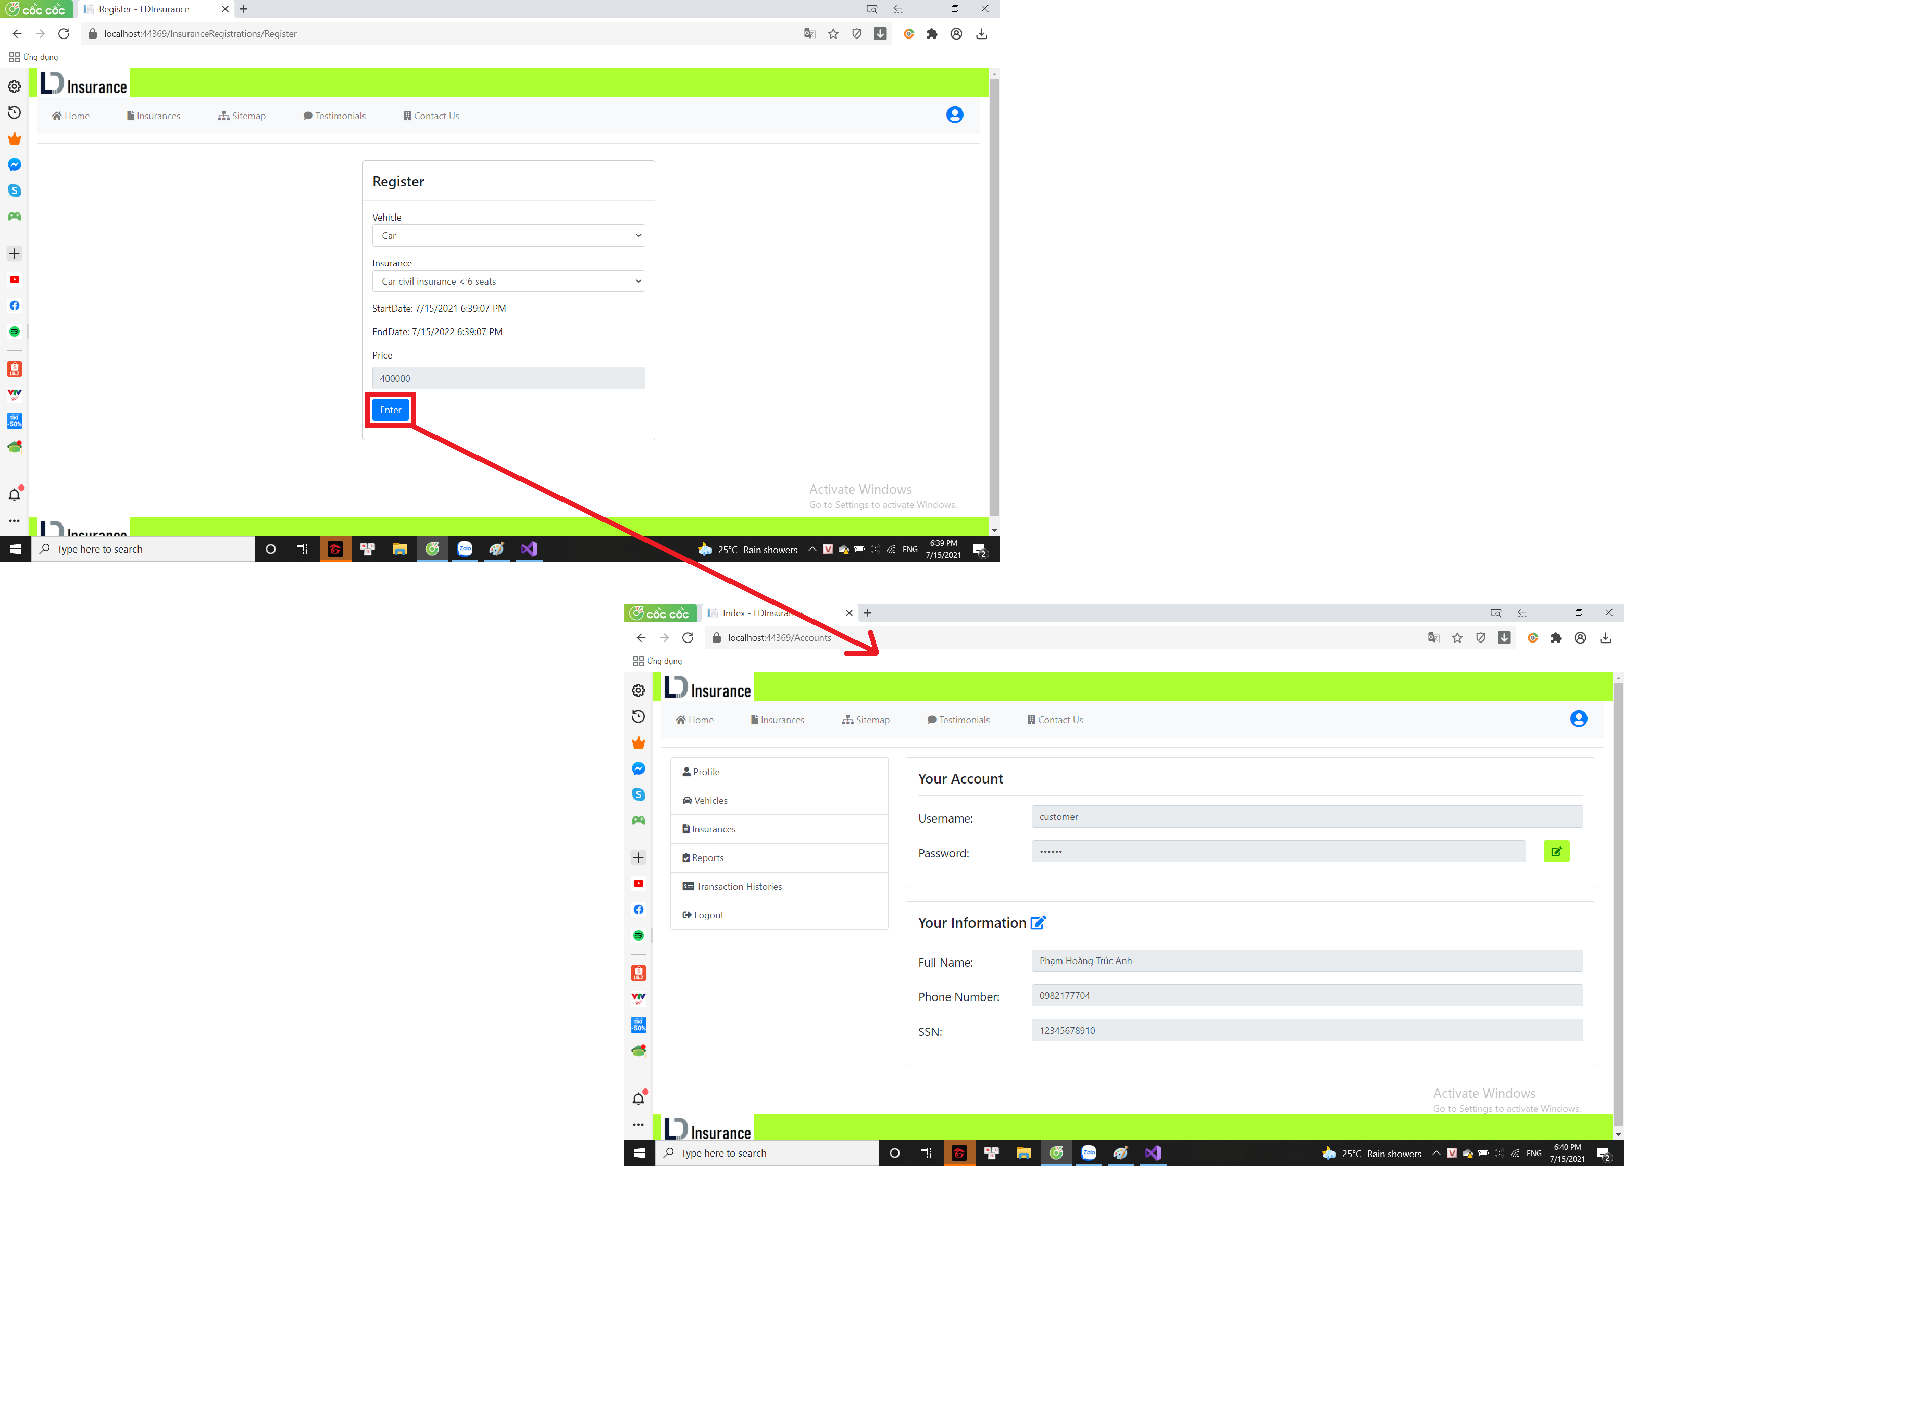 cốc cốc
Register - LDInsurance
localhost:44369/InsuranceRegistrations/Register
Ứng dụng
LD Insurance
Home
Insurances
Sitemap
Testimonials
Contact Us
Register
Vehicle
Car
Insurance
Car civil insurance < 6 seats
StartDate: 7/15/2021 6:39:07 PM
EndDate: 7/15/2022 6:39:07 PM
Price
400000
Enter
Activate Windows
Go to Settings to activate Windows.
LD Insurance
Type here to search
25°C Rain showers
ENG
6:39 PM
7/15/2021
cốc cốc
Index - LDInsurance
localhost:44369/Accounts
Ứng dụng
LD Insurance
Home
Insurances
Sitemap
Testimonials
Contact Us
Profile
Vehicles
Insurances
Reports
Transaction Histories
Logout
Your Account
Username:
customer
Password:
••••••
Your Information
Full Name:
Phạm Hoàng Trúc Anh
Phone Number:
0982177704
SSN:
12345678910
Activate Windows
Go to Settings to activate Windows.
LD Insurance
Type here to search
25°C Rain showers
ENG
6:40 PM
7/15/2021